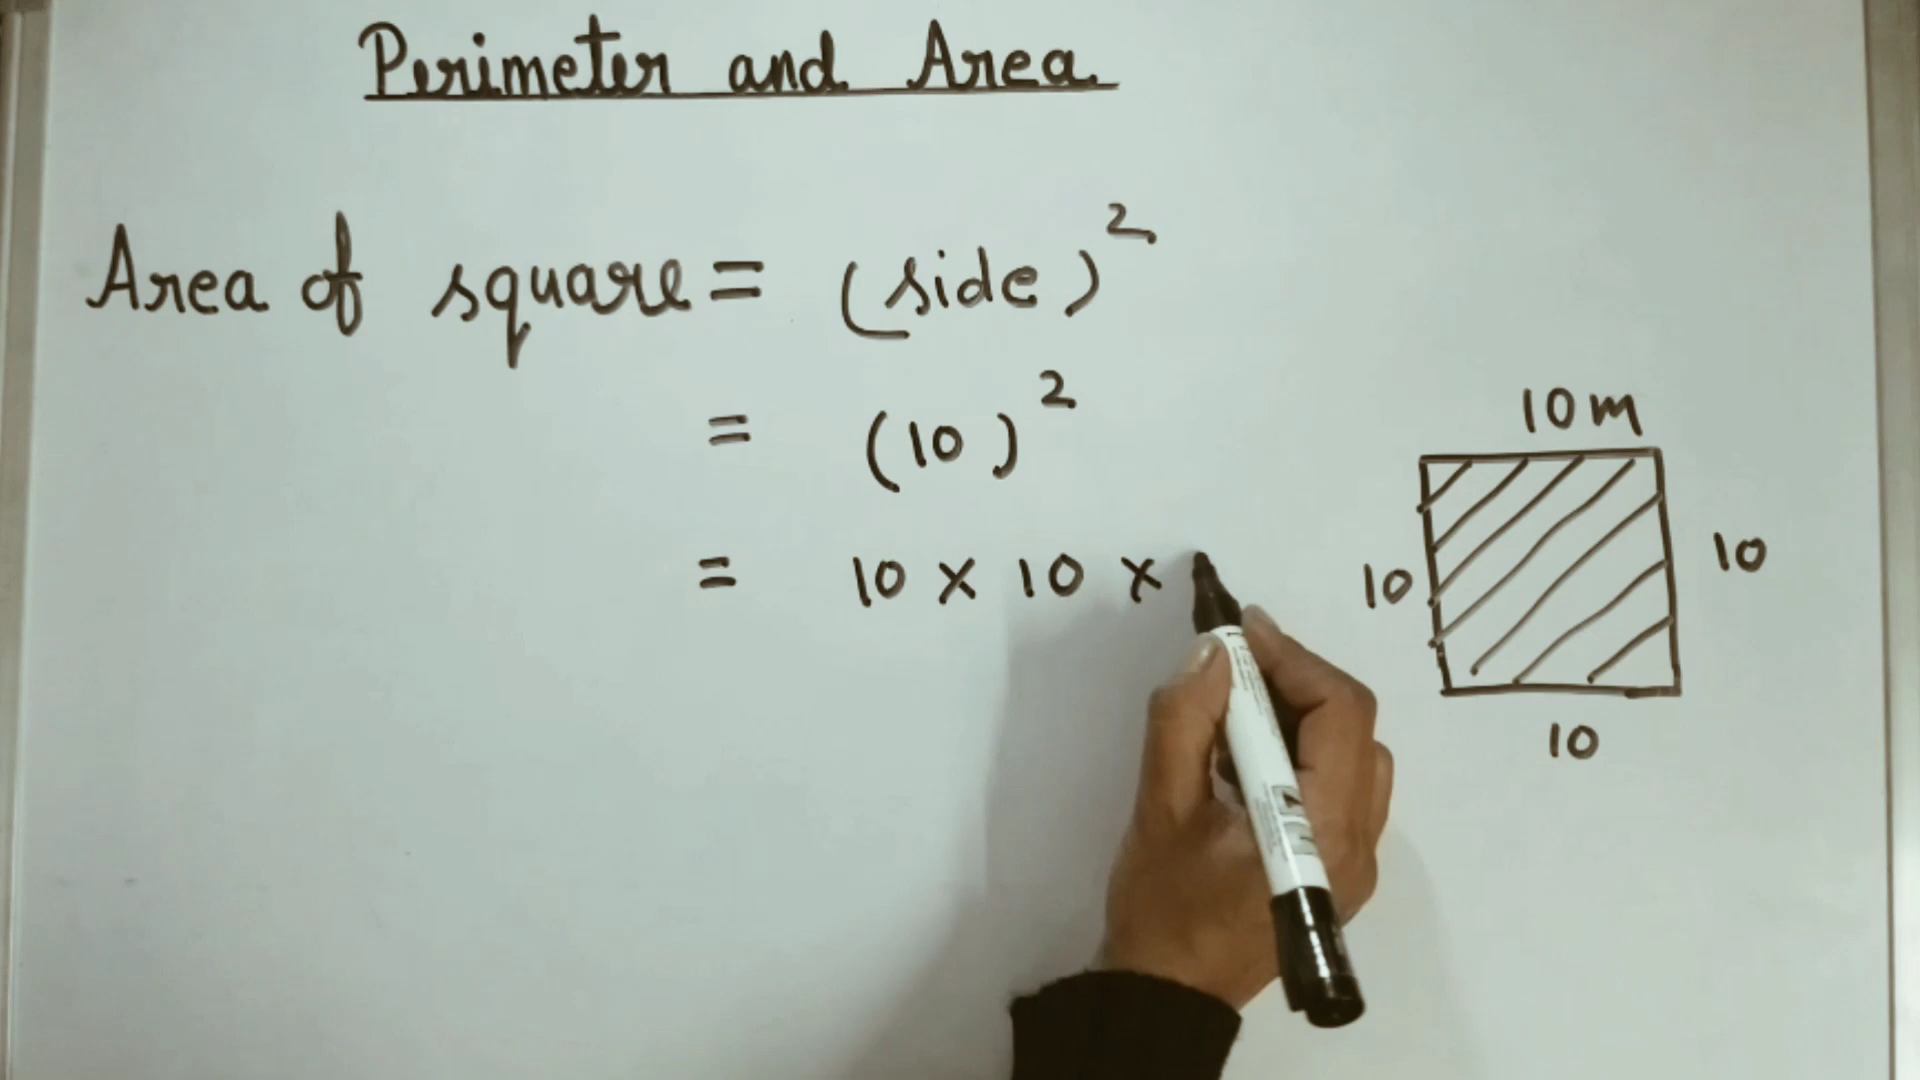 Perimeter and Area
Area of square = (side)²
= (10)²
= 10 × 10 ×
10m
10
10
10